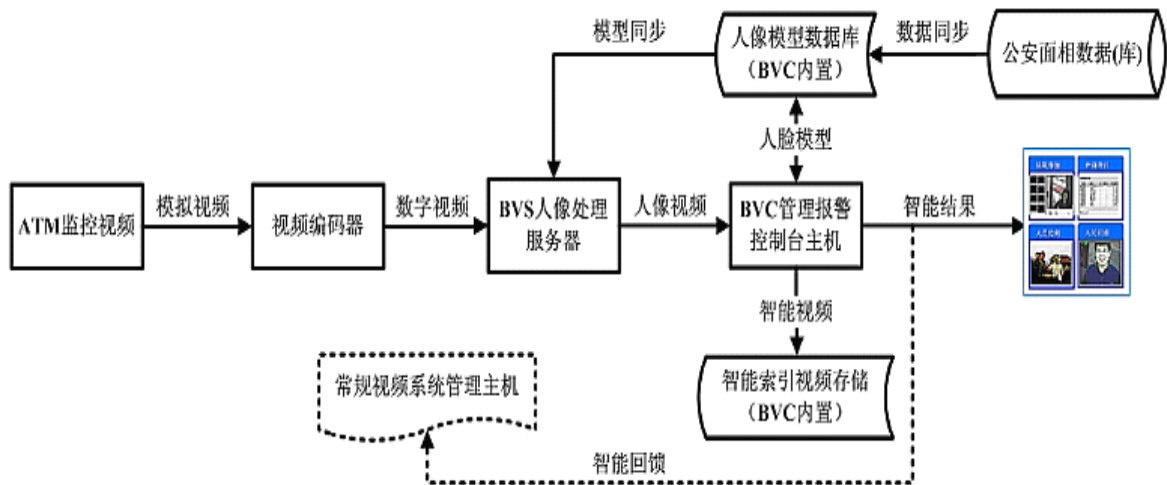 模型同步
人像模型数据库
（BVC内置）
数据同步
公安面相数据(库)
人脸模型
ATM监控视频
模拟视频
视频编码器
数字视频
BVS人像处理
服务器
人像视频
BVC管理报警
控制台主机
智能结果
智能视频
常规视频系统管理主机
智能索引视频存储
（BVC内置）
智能回馈